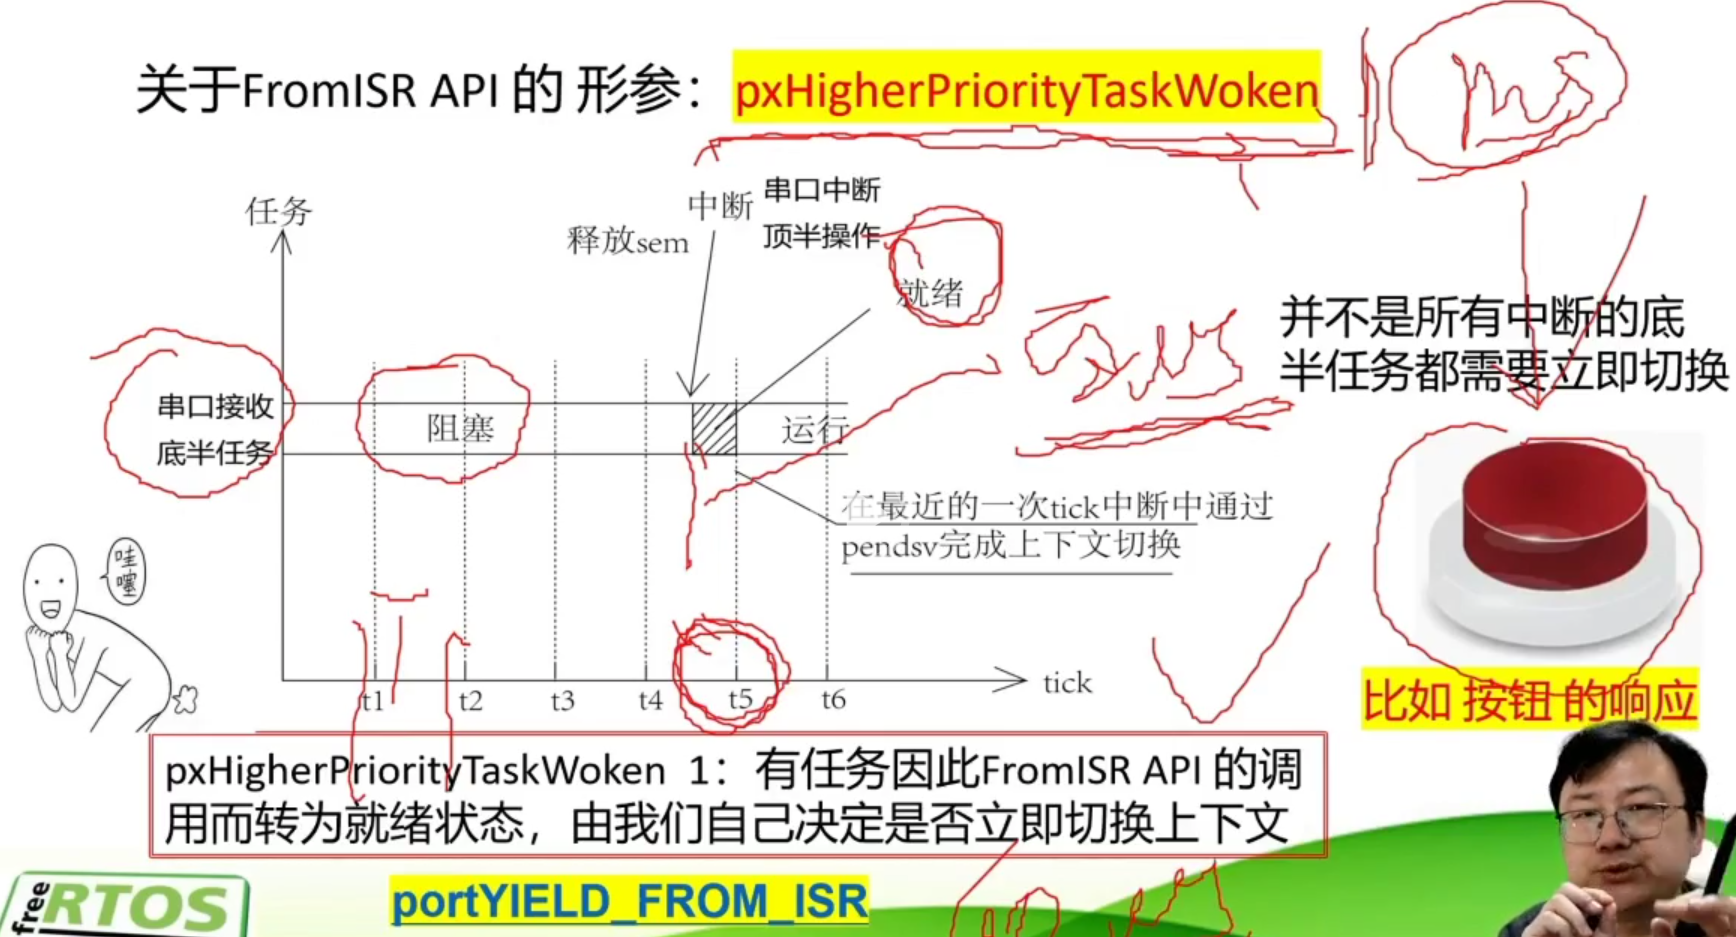 关于FromISR API 的 形参：pxHigherPriorityTaskWoken
任务
中断
串口中断
释放sem
顶半操作
就绪
并不是所有中断的底
半任务都需要立即切换
串口接收
底半任务
阻塞
运行
在最近的一次tick中断中通过
pendsv完成上下文切换
哇
噻
t1
t2
t3
t4
t5
t6
tick
比如 按钮 的响应
pxHigherPriorityTaskWoken 1：有任务因此FromISR API 的调
用而转为就绪状态，由我们自己决定是否立即切换上下文
free RTOS
portYIELD_FROM_ISR